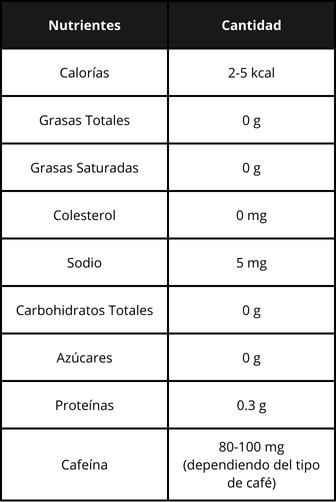 Nutrientes Cantidad
Calorías 2-5 kcal
Grasas Totales 0 g
Grasas Saturadas 0 g
Colesterol 0 mg
Sodio 5 mg
Carbohidratos Totales 0 g
Azúcares 0 g
Proteínas 0.3 g
Cafeína 80-100 mg
(dependiendo del tipo
de café)